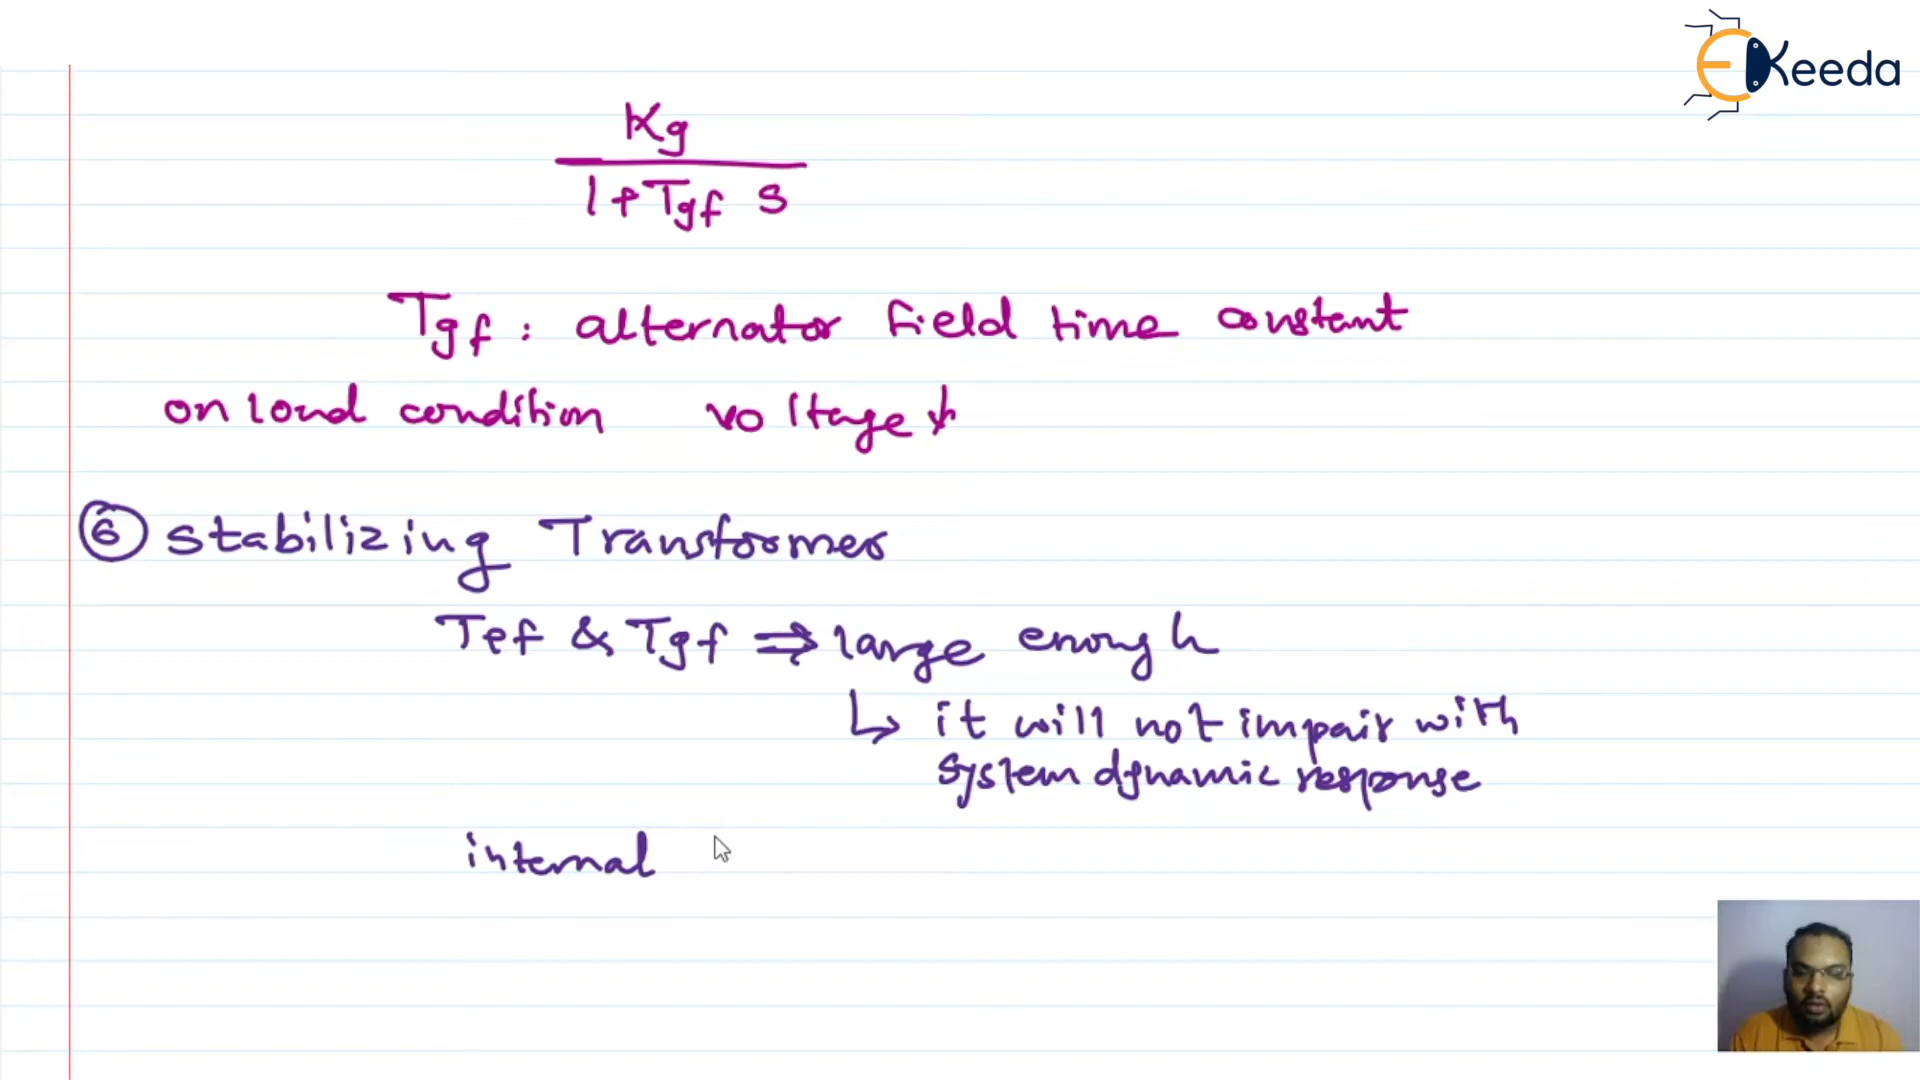 EKeeda
Kg
1+Tgf s
Tgf : alternator field time constant
on load condition voltage ↓
⑥ Stabilizing Transformer
Tef & Tgf ⇒ large enough
↳ it will not impair with
system dynamic response
internal